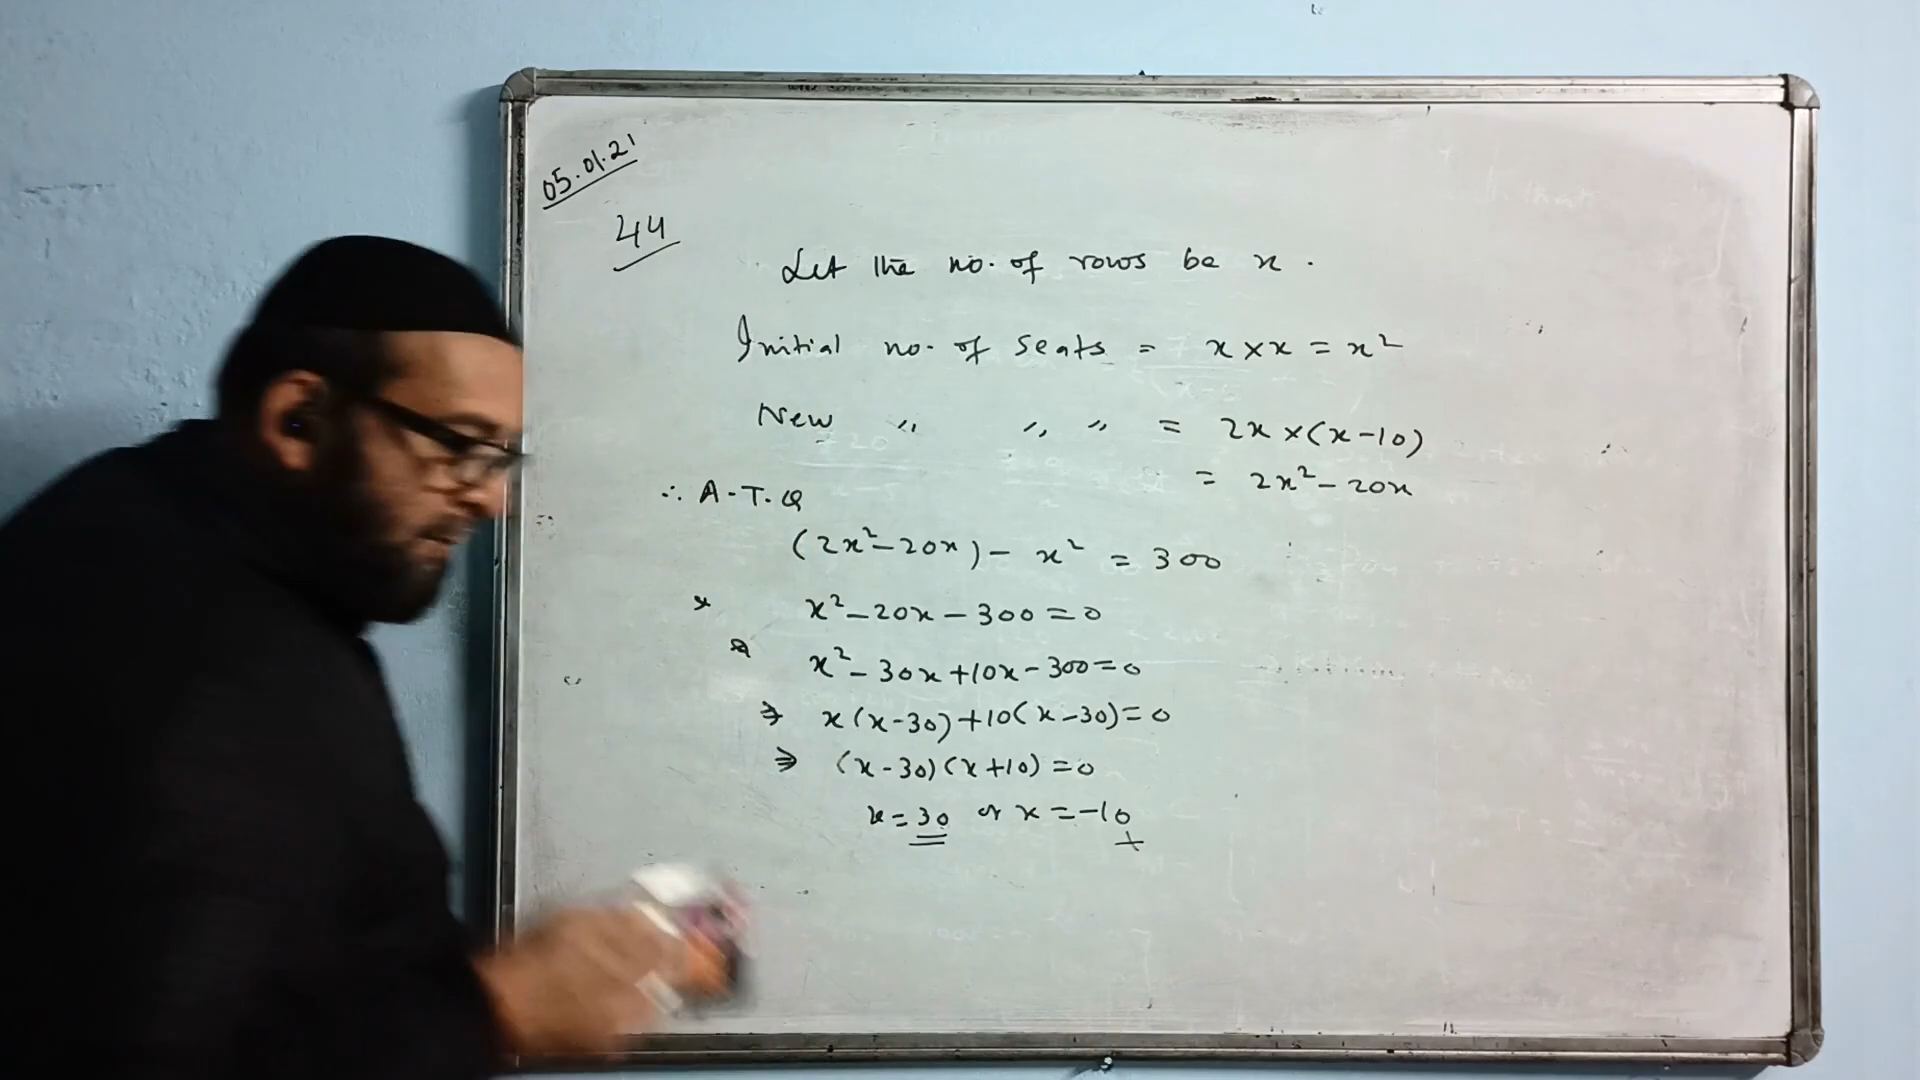 05.01.21
44
Let the no. of rows be x.
Initial no. of seats = x × x = x²
New " " " = 2x × (x-10)
= 2x² - 20x
∴ A.T.Q
(2x² - 20x) - x² = 300
x² - 20x - 300 = 0
x² - 30x + 10x - 300 = 0
⇒ x(x-30) + 10(x-30) = 0
⇒ (x-30)(x+10) = 0
x = 30 or x = -10